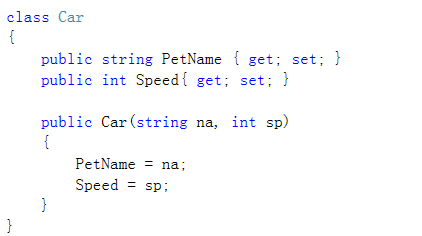 class Car
{
    public string PetName { get; set; }
    public int Speed{ get; set; }

    public Car(string na, int sp)
    {
        PetName = na;
        Speed = sp;
    }
}